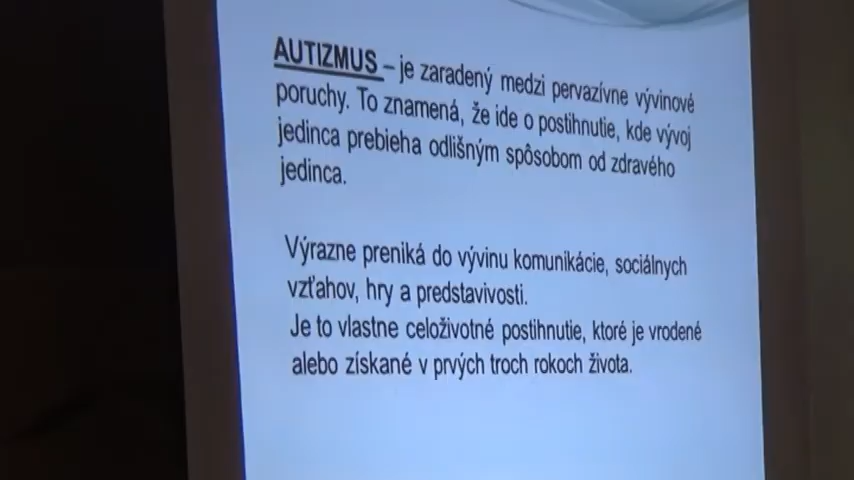 AUTIZMUS – je zaradený medzi pervazívne vývinové
poruchy. To znamená, že ide o postihnutie, kde vývoj
jedinca prebieha odlišným spôsobom od zdravého
jedinca.
Výrazne preniká do vývinu komunikácie, sociálnych
vzťahov, hry a predstavivosti.
Je to vlastne celoživotné postihnutie, ktoré je vrodené
alebo získané v prvých troch rokoch života.